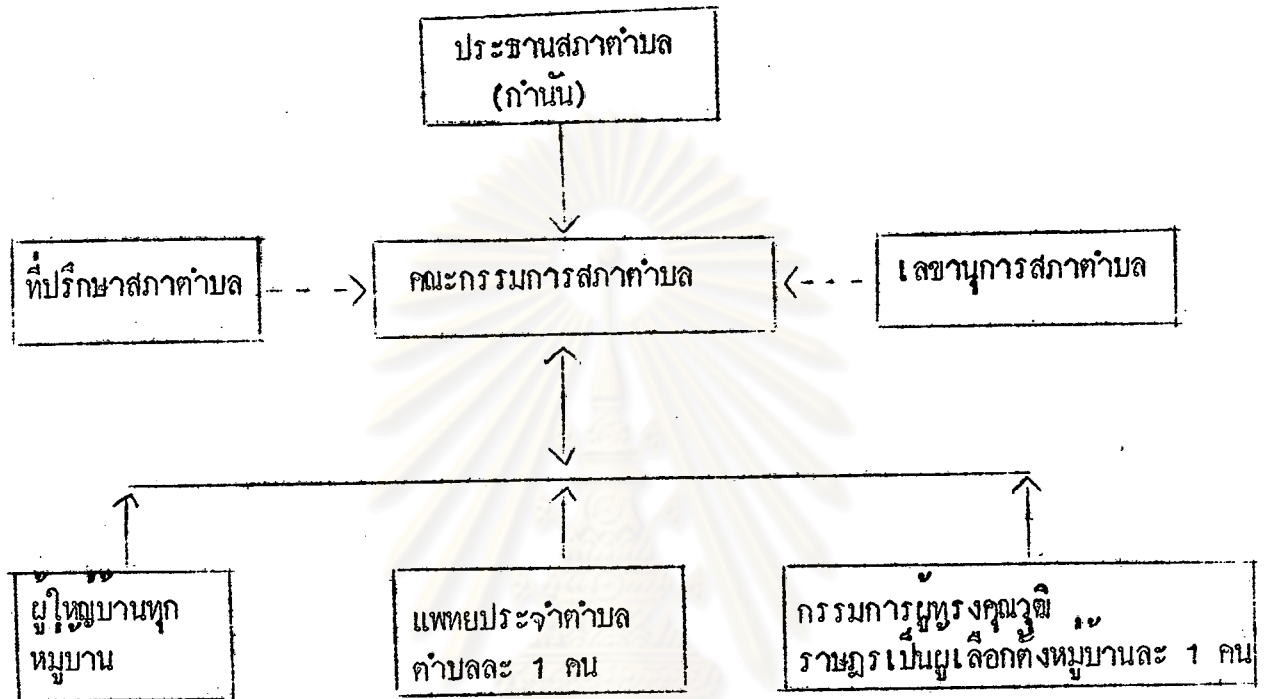 ประธานสภาตำบล
(กำนัน)
ที่ปรึกษาสภาตำบล
คณะกรรมการสภาตำบล
เลขานุการสภาตำบล
ผู้ใหญ่บ้านทุก
หมู่บ้าน
แพทย์ประจำตำบล
ตำบลละ 1 คน
กรรมการผู้ทรงคุณวุฒิ
ราษฎรเป็นผู้เลือกตั้งหมู่บ้านละ 1 คน